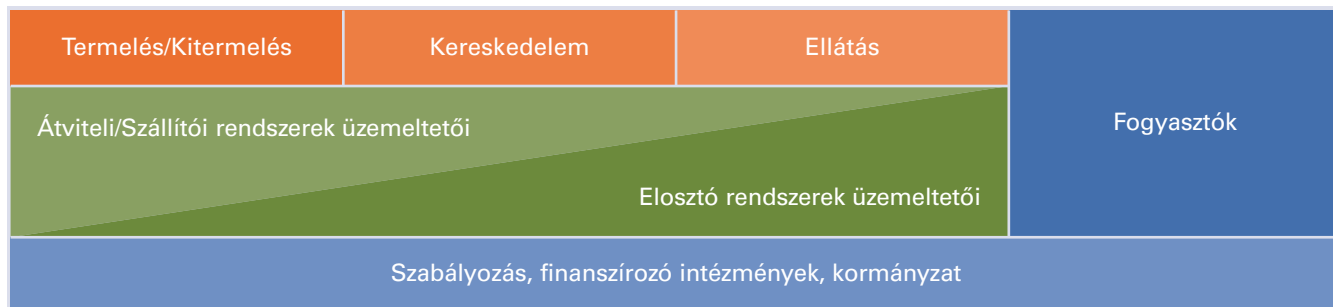 Termelés/Kitermelés
Kereskedelem
Ellátás
Fogyasztók
Átviteli/Szállítói rendszerek üzemeltetői
Elosztó rendszerek üzemeltetői
Szabályozás, finanszírozó intézmények, kormányzat